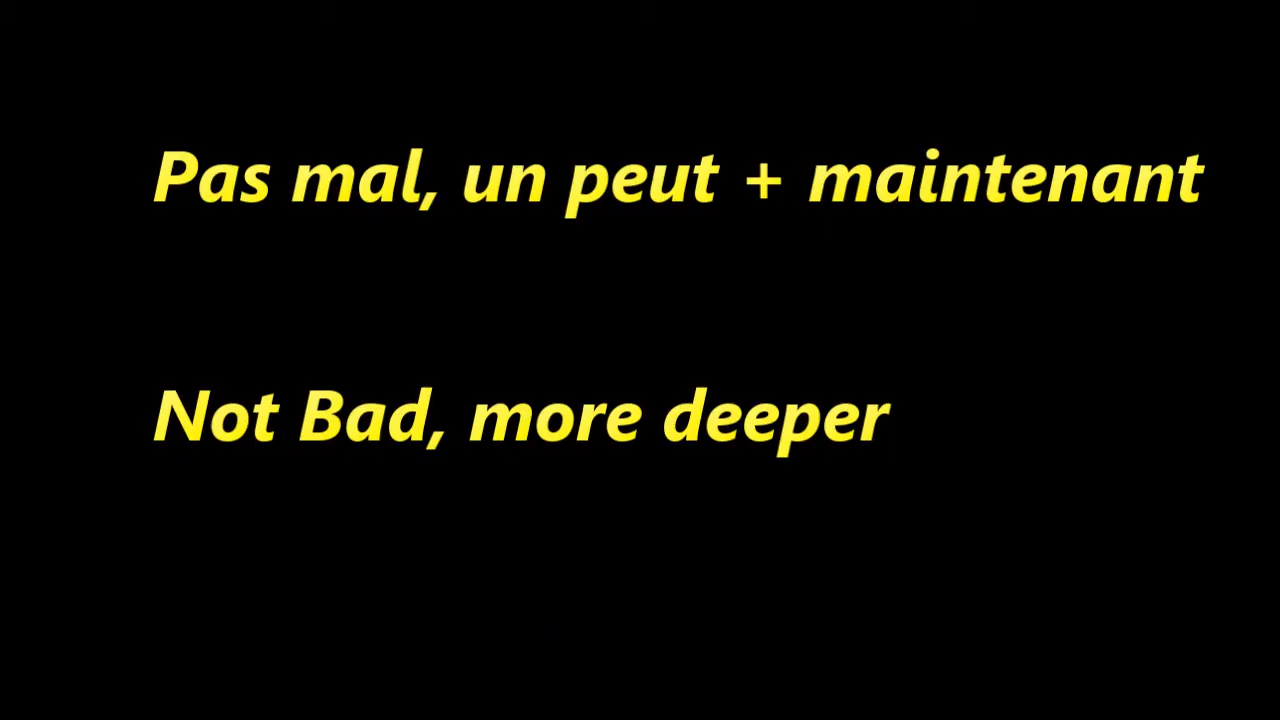 Pas mal, un peut + maintenant
Not Bad, more deeper